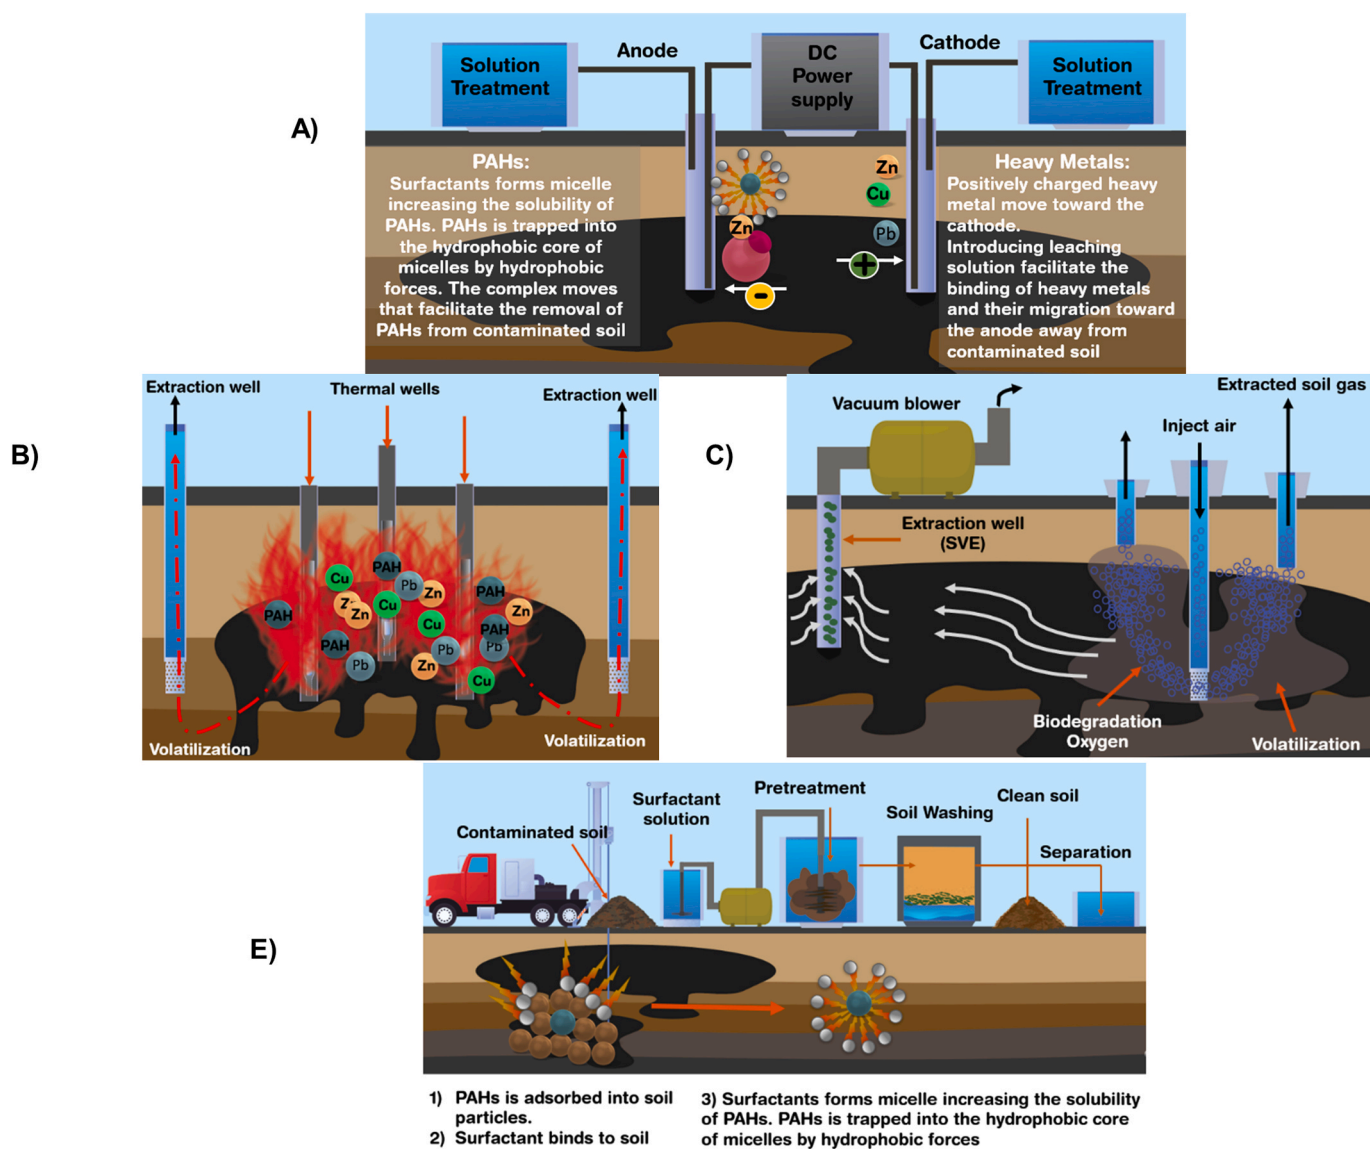 A)
Solution
Treatment
Anode
DC
Power
supply
Cathode
Solution
Treatment
PAHs:
Surfactants forms micelle
increasing the solubility of
PAHs. PAHs is trapped into
the hydrophobic core of
micelles by hydrophobic
forces. The complex moves
that facilitate the removal of
PAHs from contaminated soil
Zn
-
Zn
Cu
Pb
+
Heavy Metals:
Positively charged heavy
metal move toward the
cathode.
Introducing leaching
solution facilitate the
binding of heavy metals
and their migration toward
the anode away from
contaminated soil
B)
Extraction well
Thermal wells
Extraction well
PAH
Cu
Pb
Zn
PAH
Zn
Zn
Cu
Zn
PAH
Cu
PAH
PAH
Pb
Pb
Pb
Zn
Cu
Volatilization
Volatilization
C)
Vacuum blower
Extracted soil gas
Inject air
Extraction well
(SVE)
Biodegradation
Oxygen
Volatilization
E)
Contaminated soil
Surfactant
solution
Pretreatment
Soil Washing
Clean soil
Separation
1) PAHs is adsorbed into soil
particles.
2) Surfactant binds to soil
3) Surfactants forms micelle increasing the solubility
of PAHs. PAHs is trapped into the hydrophobic core
of micelles by hydrophobic forces